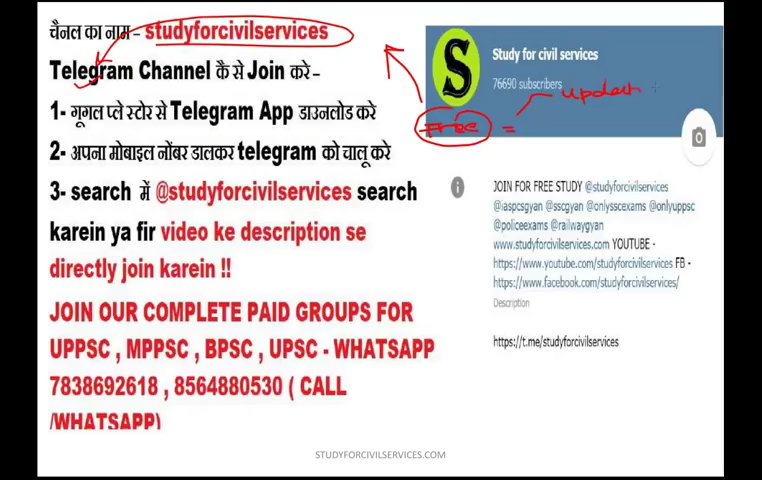 चैनल का नाम – studyforcivilservices
Telegram Channel कैसे Join करे –
1- गूगल प्ले स्टोर से Telegram App डाउनलोड करे
2- अपना मोबाइल नोंबर डालकर telegram को चालू करे
3- search में @studyforcivilservices search
karein ya fir video ke description se
directly join karein !!
JOIN OUR COMPLETE PAID GROUPS FOR
UPPSC , MPPSC , BPSC , UPSC - WHATSAPP
7838692618 , 8564880530 ( CALL
/WHATSAPP)
S
Study for civil services
76690 subscribers
Free = update
JOIN FOR FREE STUDY @studyforcivilservices
@iaspcsgyan @sscgyan @onlysscexams @onlyuppsc
@policeexams @railwaygyan
www.studyforcivilservices.com YOUTUBE -
https://www.youtube.com/studyforcivilservices FB -
https://www.facebook.com/studyforcivilservices/
Description
https://t.me/studyforcivilservices
STUDYFORCIVILSERVICES.COM